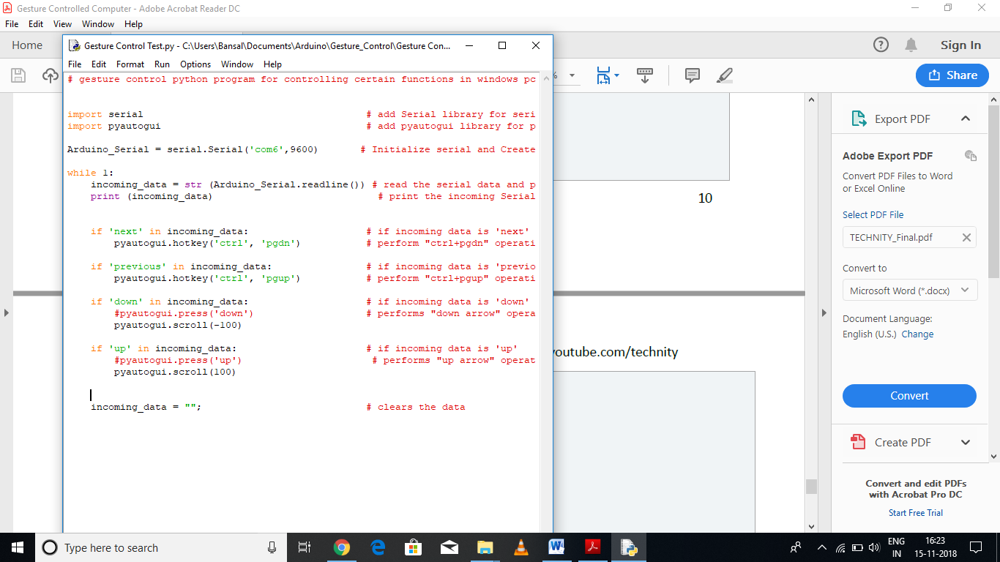 Gesture Controlled Computer - Adobe Acrobat Reader DC
File Edit View Window Help
Home
Sign In
Share
Gesture Control Test.py - C:\Users\Bansal\Documents\Arduino\Gesture_Control\Gesture Con...
File Edit Format Run Options Window Help
# gesture control python program for controlling certain functions in windows pc
import serial # add Serial library for seri
import pyautogui # add pyautogui library for p
Arduino_Serial = serial.Serial('com6',9600) # Initialize serial and Create
while 1:
incoming_data = str (Arduino_Serial.readline()) # read the serial data and p
print (incoming_data) # print the incoming Serial
if 'next' in incoming_data: # if incoming data is 'next'
pyautogui.hotkey('ctrl', 'pgdn') # perform "ctrl+pgdn" operati
if 'previous' in incoming_data: # if incoming data is 'previo
pyautogui.hotkey('ctrl', 'pgup') # perform "ctrl+pgup" operati
if 'down' in incoming_data: # if incoming data is 'down'
#pyautogui.press('down') # performs "down arrow" opera
pyautogui.scroll(-100)
if 'up' in incoming_data: # if incoming data is 'up'
#pyautogui.press('up') # performs "up arrow" operat
pyautogui.scroll(100)
incoming_data = ""; # clears the data
%
10
youtube.com/technity
Export PDF
Adobe Export PDF
Convert PDF Files to Word
or Excel Online
Select PDF File
TECHNITY_Final.pdf
Convert to
Microsoft Word (*.docx)
Document Language:
English (U.S.) Change
Convert
Create PDF
Convert and edit PDFs
with Acrobat Pro DC
Start Free Trial
Type here to search
ENG
IN
16:23
15-11-2018